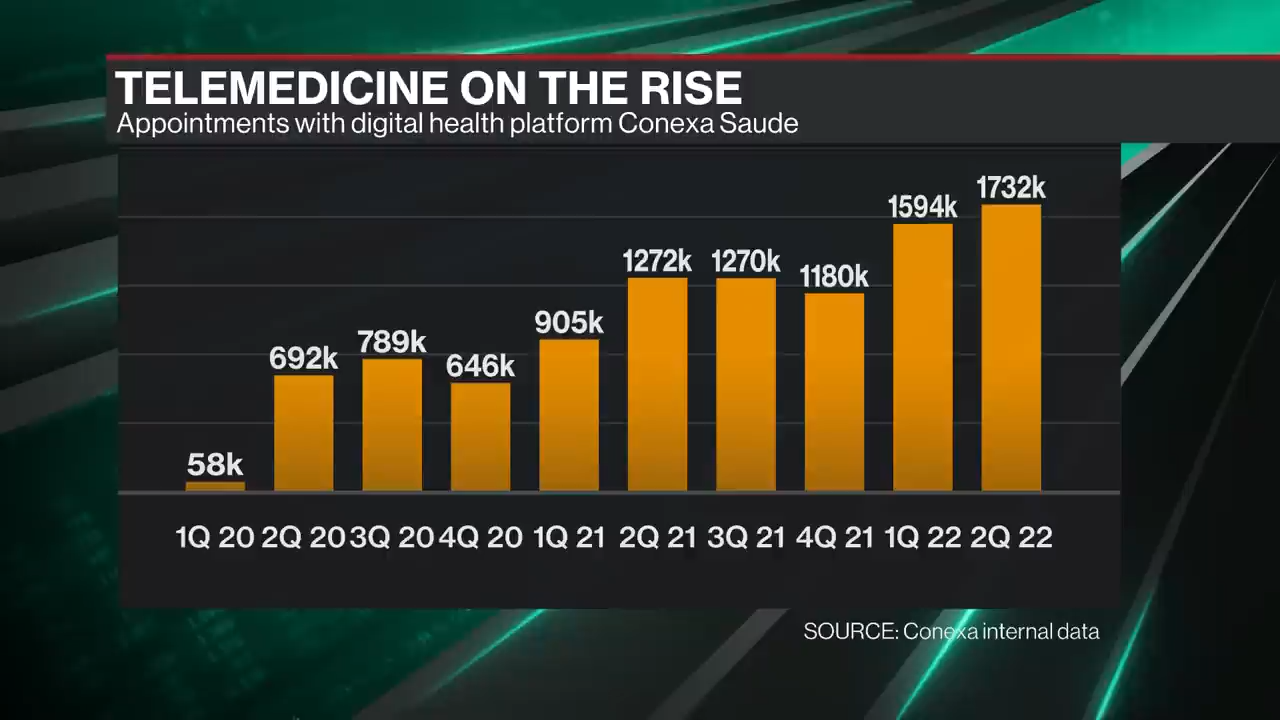 TELEMEDICINE ON THE RISE
Appointments with digital health platform Conexa Saude
58k
692k
789k
646k
905k
1272k
1270k
1180k
1594k
1732k
1Q 20 2Q 20 3Q 20 4Q 20 1Q 21 2Q 21 3Q 21 4Q 21 1Q 22 2Q 22
SOURCE: Conexa internal data